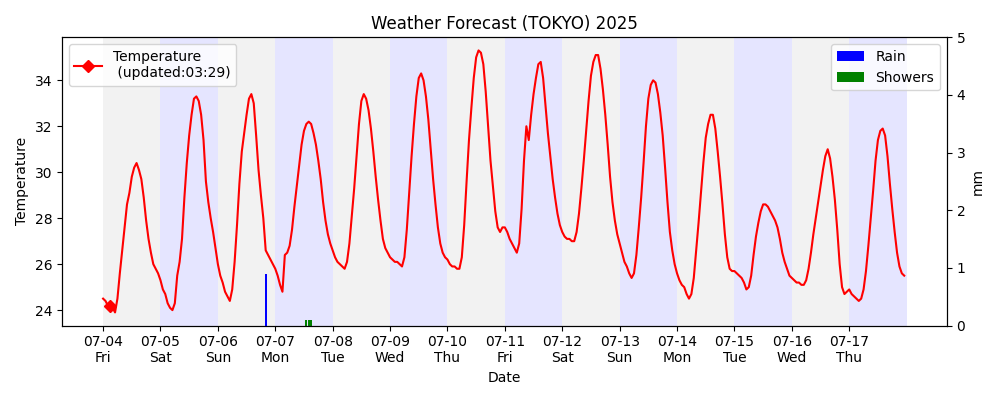 Weather Forecast (TOKYO) 2025
Temperature
(updated:03:29)
Rain
Showers
Temperature
34
32
30
28
26
24
5
4
3
2
1
0
mm
07-04 07-05 07-06 07-07 07-08 07-09 07-10 07-11 07-12 07-13 07-14 07-15 07-16 07-17
Fri Sat Sun Mon Tue Wed Thu Fri Sat Sun Mon Tue Wed Thu
Date